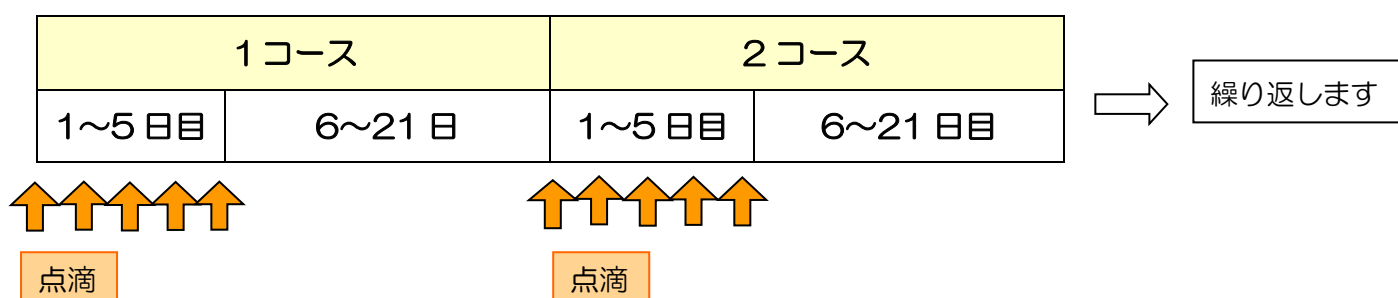 1コース 2コース
1~5日目 6~21日 1~5日目 6~21日目
繰り返します
点滴 点滴